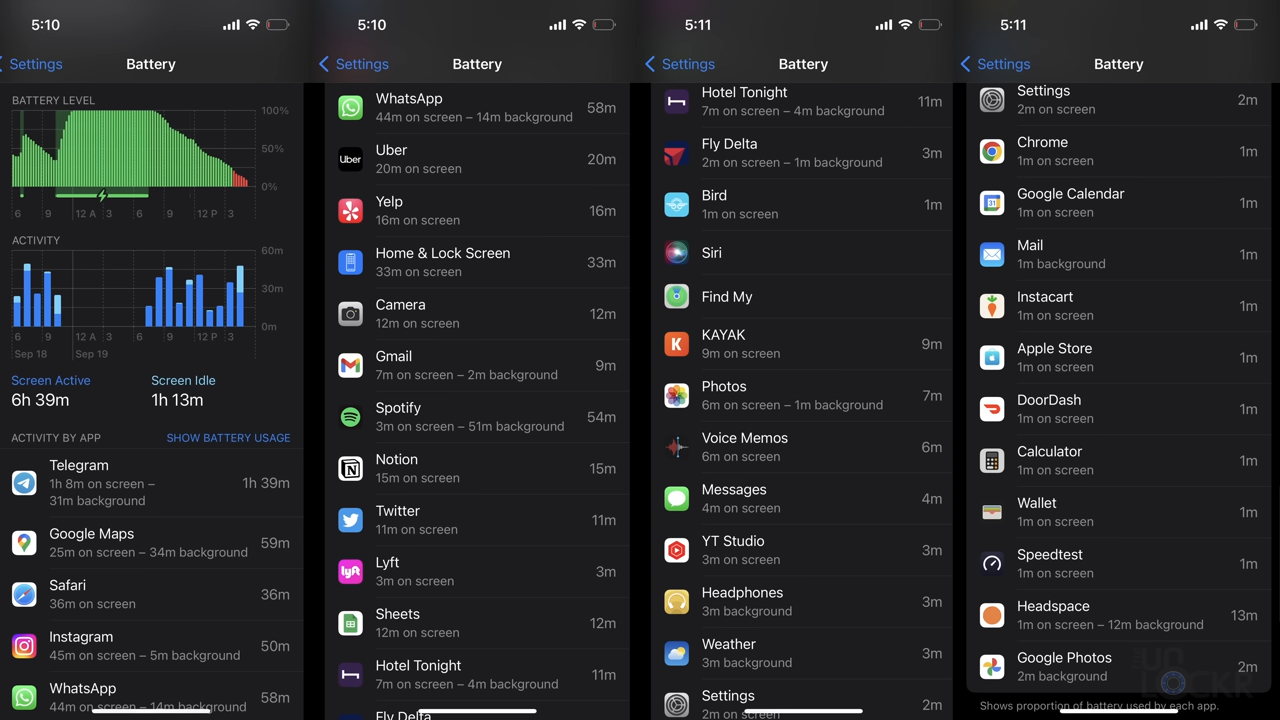 5:10
Settings
Battery
BATTERY LEVEL
100%
50%
0%
6 9 12 A 3 6 9 12 P 3
ACTIVITY
60m
30m
0m
6 9 12 A 3 6 9 12 P 3
Sep 18 Sep 19
Screen Active Screen Idle
6h 39m 1h 13m
ACTIVITY BY APP SHOW BATTERY USAGE
Telegram
1h 8m on screen –
31m background
1h 39m
Google Maps
25m on screen – 34m background
59m
Safari
36m on screen
36m
Instagram
45m on screen – 5m background
50m
WhatsApp
44m on screen – 14m background
58m
5:10
Settings
Battery
WhatsApp
44m on screen – 14m background
58m
Uber
Uber
20m on screen
20m
Yelp
16m on screen
16m
Home & Lock Screen
33m on screen
33m
Camera
12m on screen
12m
Gmail
7m on screen – 2m background
9m
Spotify
3m on screen – 51m background
54m
Notion
15m on screen
15m
Twitter
11m on screen
11m
lyft
Lyft
3m on screen
3m
Sheets
12m on screen
12m
Hotel Tonight
7m on screen – 4m background
11m
Fly Delta
5:11
Settings
Battery
Hotel Tonight
7m on screen – 4m background
11m
Fly Delta
2m on screen – 1m background
3m
Bird
1m on screen
1m
Siri
Find My
K
KAYAK
9m on screen
9m
Photos
6m on screen – 1m background
7m
Voice Memos
6m on screen
6m
Messages
4m on screen
4m
YT Studio
3m on screen
3m
Headphones
3m background
3m
Weather
3m background
3m
Settings
2m on screen
2m
5:11
Settings
Battery
Settings
2m on screen
2m
Chrome
1m on screen
1m
31
Google Calendar
1m on screen
1m
Mail
1m background
1m
Instacart
1m on screen
1m
Apple Store
1m on screen
1m
DoorDash
1m on screen
1m
Calculator
1m on screen
1m
Wallet
1m on screen
1m
Speedtest
1m on screen
1m
Headspace
1m on screen – 12m background
13m
Google Photos
2m background
2m
UN
LOCKR
Shows proportion of battery used by each app.